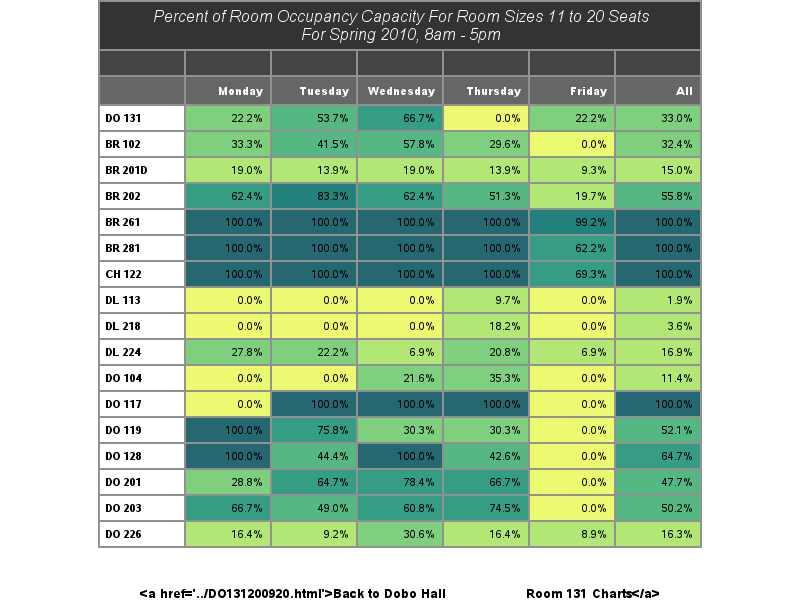 Percent of Room Occupancy Capacity For Room Sizes 11 to 20 Seats
For Spring 2010, 8am - 5pm
Monday Tuesday Wednesday Thursday Friday All
DO 131 22.2% 53.7% 66.7% 0.0% 22.2% 33.0%
BR 102 33.3% 41.5% 57.8% 29.6% 0.0% 32.4%
BR 201D 19.0% 13.9% 19.0% 13.9% 9.3% 15.0%
BR 202 62.4% 83.3% 62.4% 51.3% 19.7% 55.8%
BR 261 100.0% 100.0% 100.0% 100.0% 99.2% 100.0%
BR 281 100.0% 100.0% 100.0% 100.0% 62.2% 100.0%
CH 122 100.0% 100.0% 100.0% 100.0% 69.3% 100.0%
DL 113 0.0% 0.0% 0.0% 9.7% 0.0% 1.9%
DL 218 0.0% 0.0% 0.0% 18.2% 0.0% 3.6%
DL 224 27.8% 22.2% 6.9% 20.8% 6.9% 16.9%
DO 104 0.0% 0.0% 21.6% 35.3% 0.0% 11.4%
DO 117 0.0% 100.0% 100.0% 100.0% 0.0% 100.0%
DO 119 100.0% 75.8% 30.3% 30.3% 0.0% 52.1%
DO 128 100.0% 44.4% 100.0% 42.6% 0.0% 64.7%
DO 201 28.8% 64.7% 78.4% 66.7% 0.0% 47.7%
DO 203 66.7% 49.0% 60.8% 74.5% 0.0% 50.2%
DO 226 16.4% 9.2% 30.6% 16.4% 8.9% 16.3%
<a href='../DO131200920.html'>Back to Dobo Hall Room 131 Charts</a>